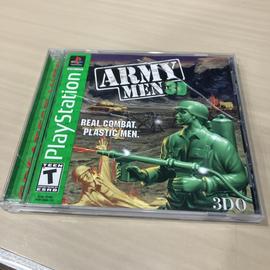 PlayStation
ARMY
MEN 3D
REAL COMBAT.
PLASTIC MEN.
TEEN
T
ESRB
3DO